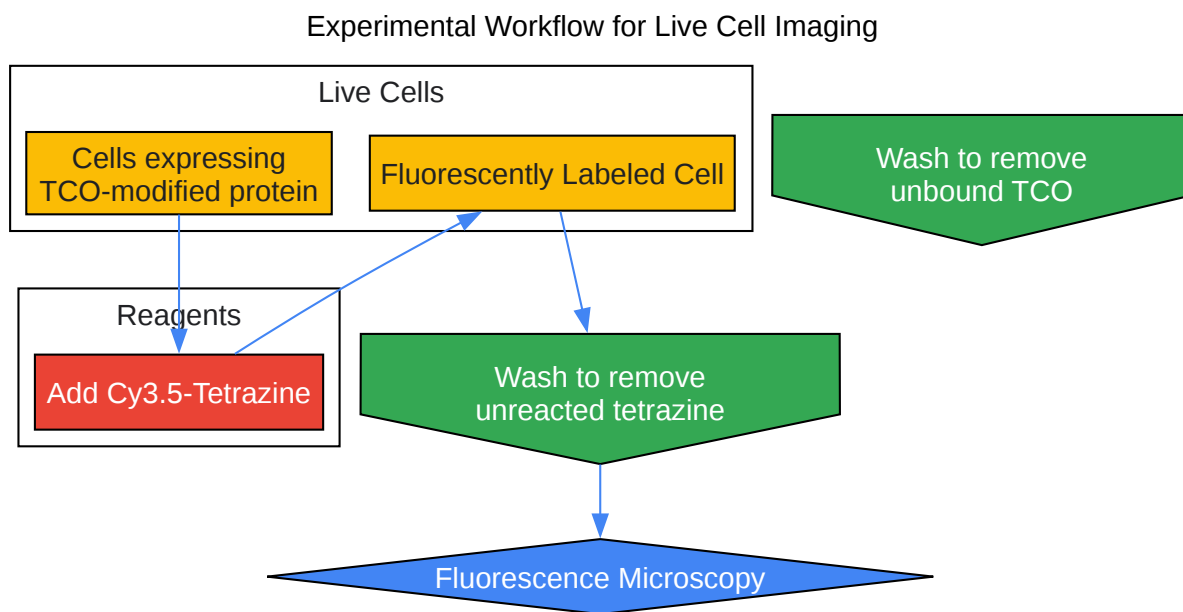 Experimental Workflow for Live Cell Imaging
Live Cells
Cells expressing
TCO-modified protein
Fluorescently Labeled Cell
Wash to remove
unbound TCO
Reagents
Add Cy3.5-Tetrazine
Wash to remove
unreacted tetrazine
Fluorescence Microscopy